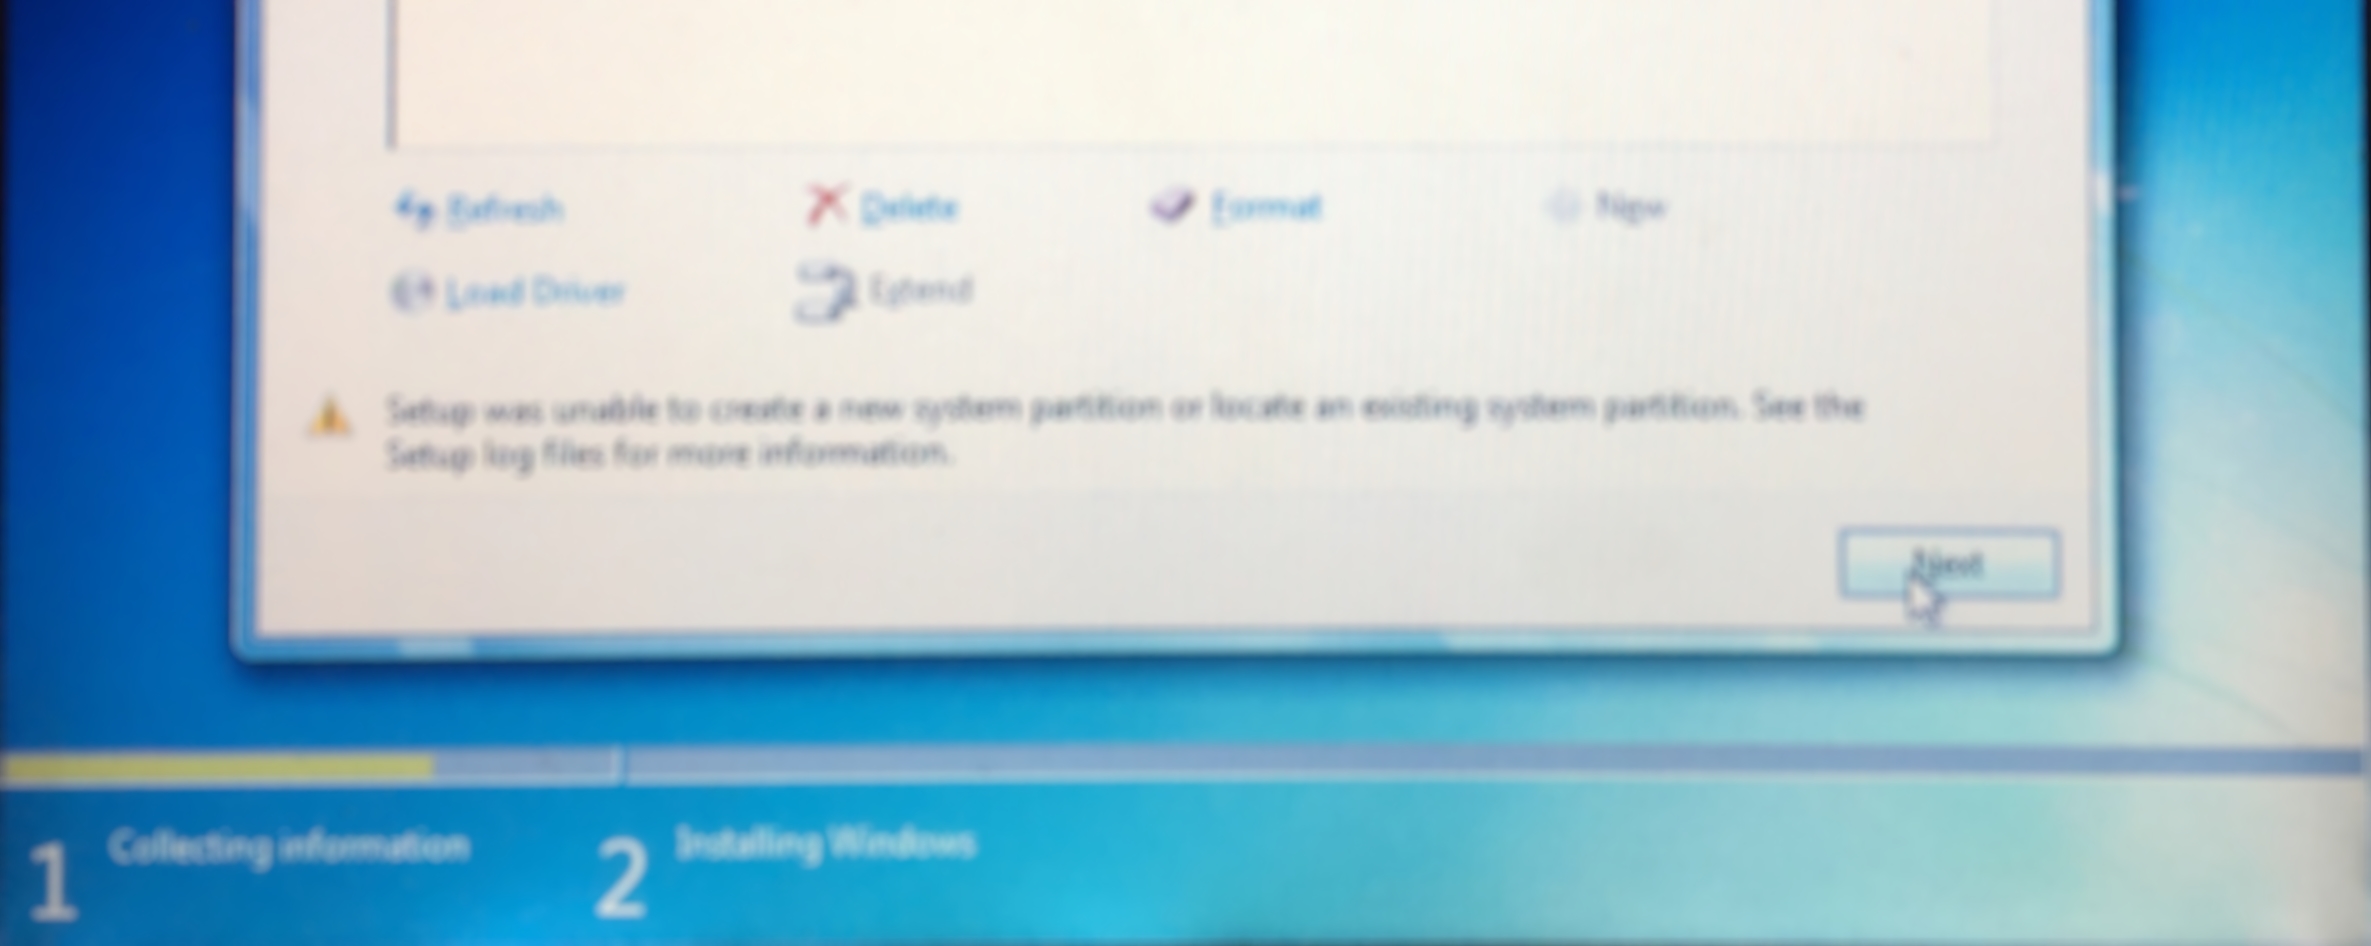 Refresh Delete Format New
Load Driver Extend
Setup was unable to create a new system partition or locate an existing system partition. See the
Setup log files for more information.
Next
1 Collecting information 2 Installing Windows